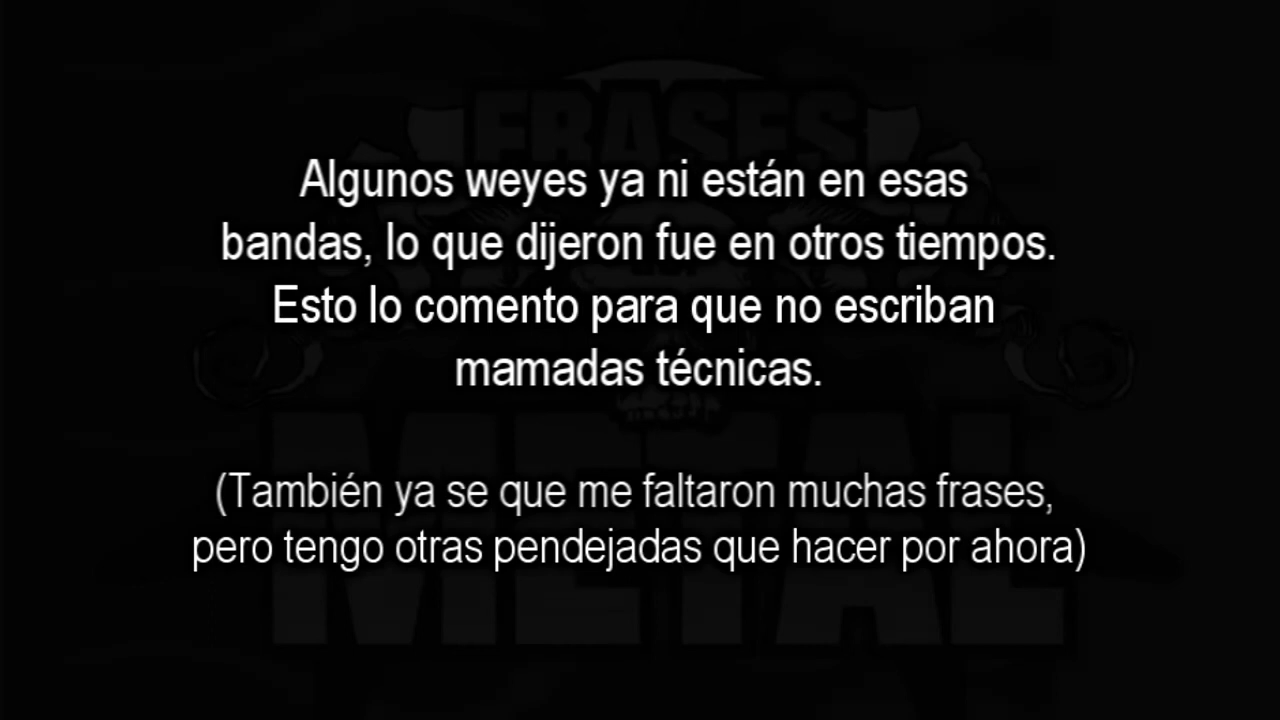 FRASES
Algunos weyes ya ni están en esas
bandas, lo que dijeron fue en otros tiempos.
Esto lo comento para que no escriban
mamadas técnicas.
METAL
(También ya se que me faltaron muchas frases,
pero tengo otras pendejadas que hacer por ahora)